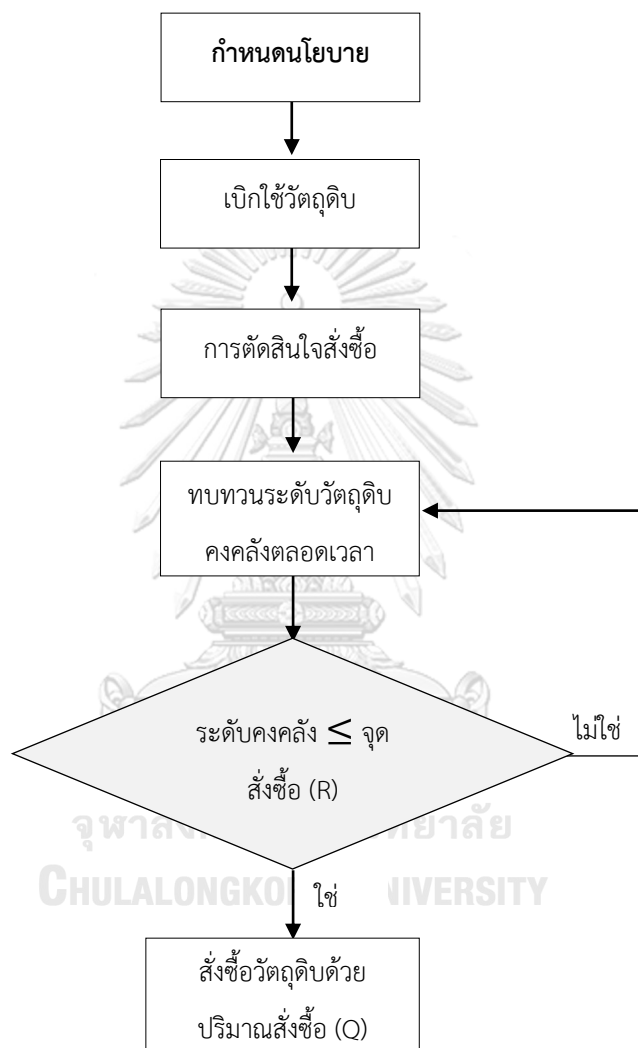 กำหนดนโยบาย
เบิกใช้วัตถุดิบ
การตัดสินใจสั่งซื้อ
ทบทวนระดับวัตถุดิบ
คงคลังตลอดเวลา
ระดับคงคลัง ≤ จุด
สั่งซื้อ (R)
ไม่ใช่
ใช่
สั่งซื้อวัตถุดิบด้วย
ปริมาณสั่งซื้อ (Q)